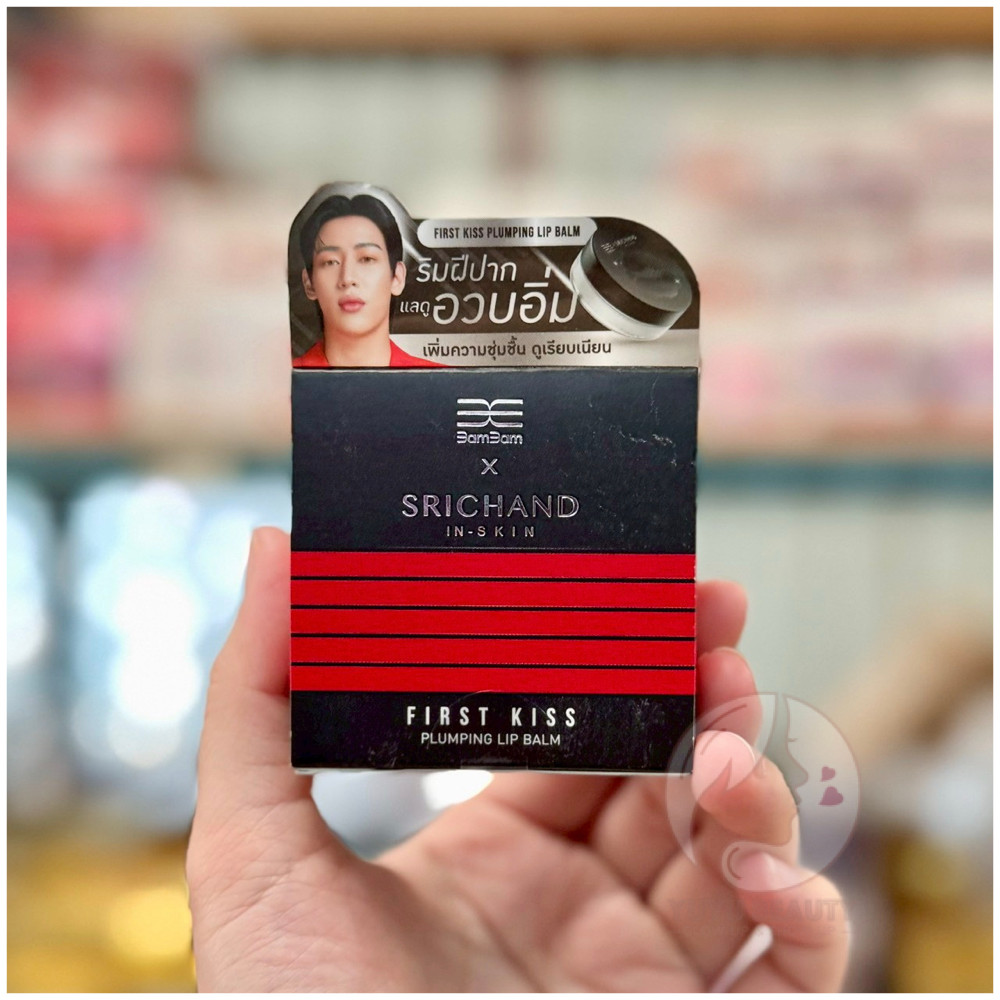 FIRST KISS PLUMPING LIP BALM
SRICHAND
ริมฝีปาก
แลดู อวบอิ่ม
เพิ่มความชุ่มชื้น ดูเรียบเนียน
BamBam
X
SRICHAND
IN-SKIN
FIRST KISS
PLUMPING LIP BALM